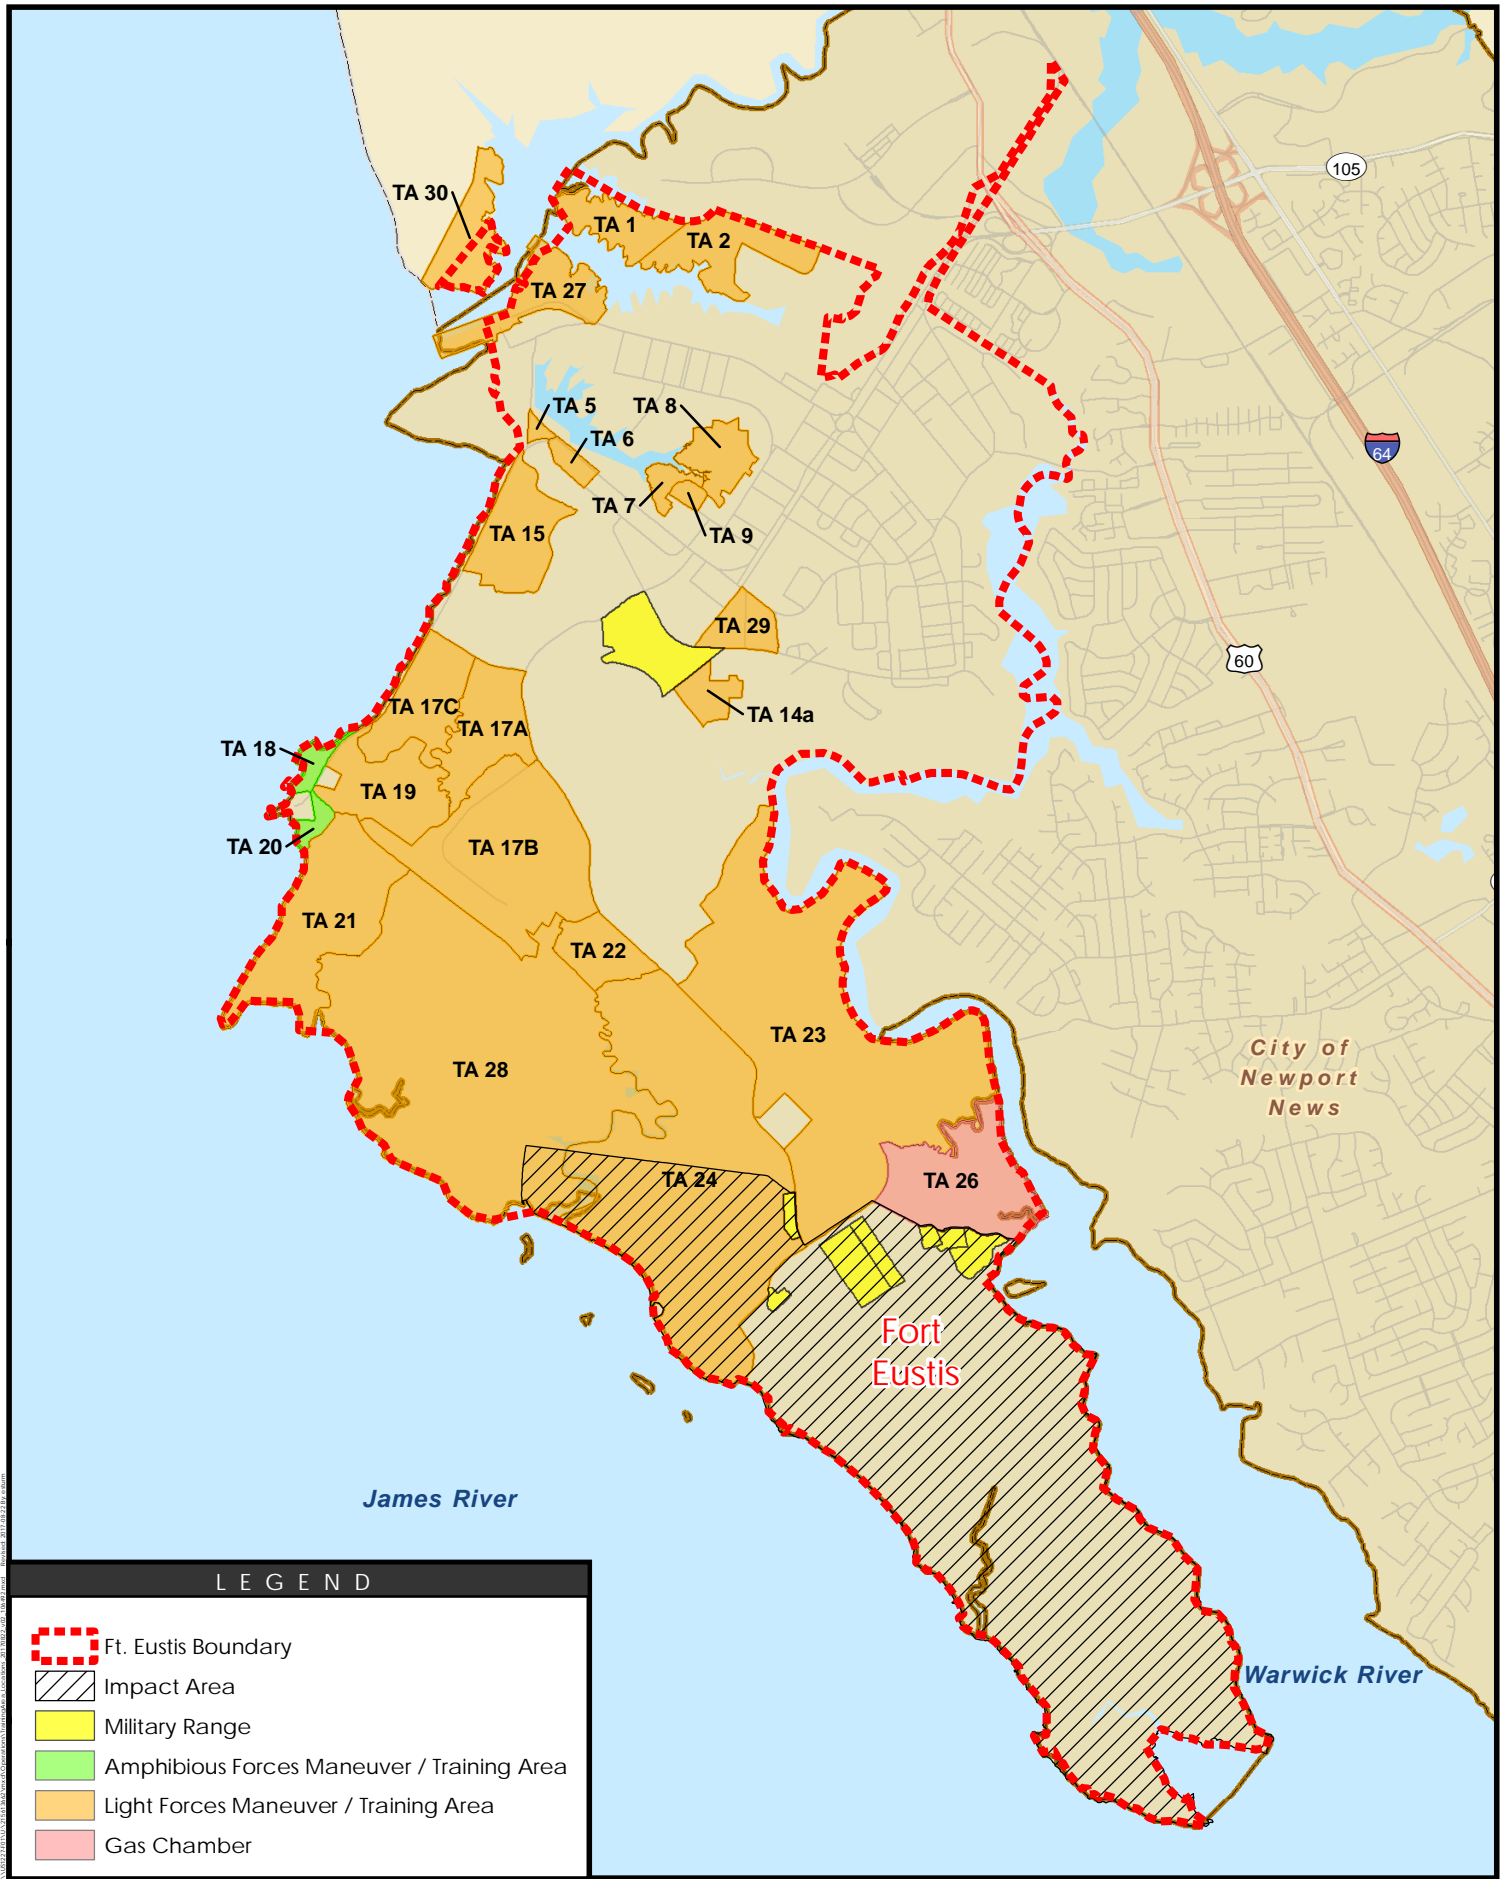 105
TA 30
TA 1
TA 2
TA 27
TA 5
TA 8
TA 6
64
TA 7
TA 15
TA 9
TA 29
60
TA 17C
TA 14a
TA 17A
TA 18
TA 19
TA 20
TA 17B
TA 21
TA 22
TA 23
City of
Newport
News
TA 28
TA 24
TA 26
Fort
Eustis
James River
Warwick River
LEGEND
Ft. Eustis Boundary
Impact Area
Military Range
Amphibious Forces Maneuver / Training Area
Light Forces Maneuver / Training Area
Gas Chamber